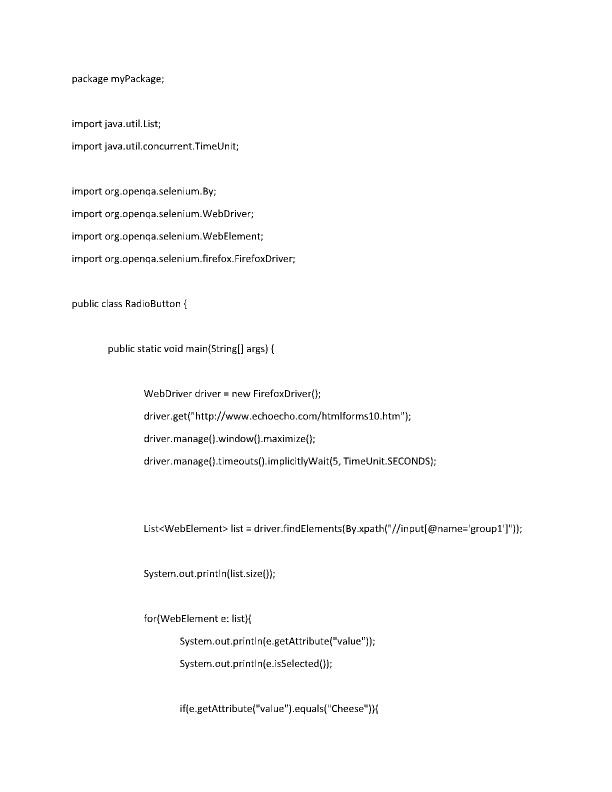 package myPackage;
import java.util.List;
import java.util.concurrent.TimeUnit;
import org.openqa.selenium.By;
import org.openqa.selenium.WebDriver;
import org.openqa.selenium.WebElement;
import org.openqa.selenium.firefox.FirefoxDriver;
public class RadioButton {
public static void main(String[] args) {
WebDriver driver = new FirefoxDriver();
driver.get("http://www.echoecho.com/htmlforms10.htm");
driver.manage().window().maximize();
driver.manage().timeouts().implicitlyWait(5, TimeUnit.SECONDS);
List<WebElement> list = driver.findElements(By.xpath("//input[@name='group1']"));
System.out.println(list.size());
for(WebElement e: list){
System.out.println(e.getAttribute("value"));
System.out.println(e.isSelected());
if(e.getAttribute("value").equals("Cheese")){